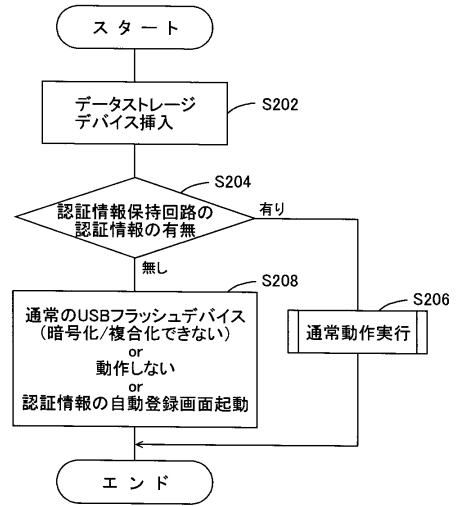 スタート
データストレージ
デバイス挿入
S202
S204
認証情報保持回路の
認証情報の有無
有り
無し
S208
S206
通常のUSBフラッシュデバイス
(暗号化/複合化できない)
or
動作しない
or
認証情報の自動登録画面起動
通常動作実行
エンド